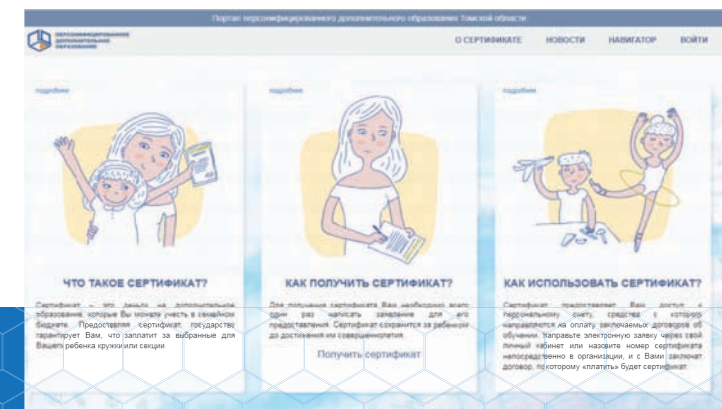 Портал персонифицированного дополнительного образования Томской области
ПЕРСОНИФИЦИРОВАННОЕ
ДОПОЛНИТЕЛЬНОЕ
ОБРАЗОВАНИЕ
О СЕРТИФИКАТЕ НОВОСТИ НАВИГАТОР ВОЙТИ
подробнее
подробнее
подробнее
ЧТО ТАКОЕ СЕРТИФИКАТ?
Сертификат – это деньги на дополнительное
образование, которые Вы можете учесть в семейном
бюджете. Предоставляя сертификат, государство
гарантирует Вам, что заплатит за выбранные для
Вашего ребенка кружки или секции
КАК ПОЛУЧИТЬ СЕРТИФИКАТ?
Для получения сертификата Вам необходимо всего
один раз написать заявление для его
предоставления. Сертификат сохранится за ребенком
до достижения им совершеннолетия.
Получить сертификат
КАК ИСПОЛЬЗОВАТЬ СЕРТИФИКАТ?
Сертификат предоставляет Вам доступ к
персональному счету, средства с которого
направляются на оплату заключаемых договоров об
обучении. Направьте электронную заявку через свой
личный кабинет или назовите номер сертификата
непосредственно в организации, и с Вами заключат
договор, по которому «платить» будет сертификат.